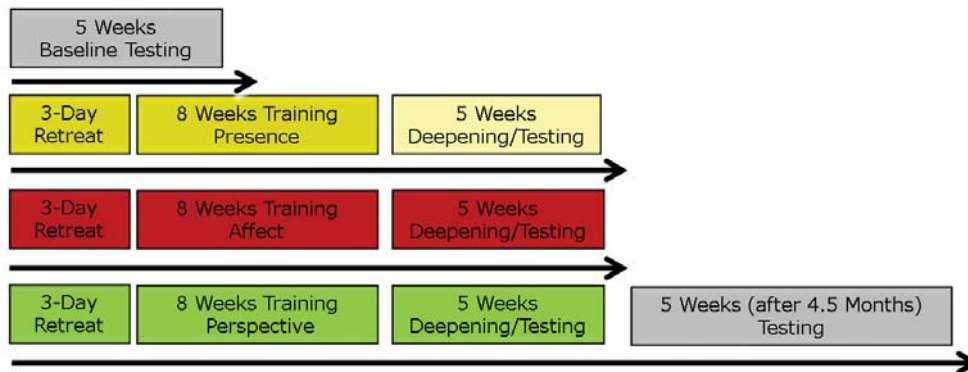 5 Weeks
Baseline Testing
3-Day
Retreat
8 Weeks Training
Presence
5 Weeks
Deepening/Testing
3-Day
Retreat
8 Weeks Training
Affect
5 Weeks
Deepening/Testing
3-Day
Retreat
8 Weeks Training
Perspective
5 Weeks
Deepening/Testing
5 Weeks (after 4.5 Months)
Testing